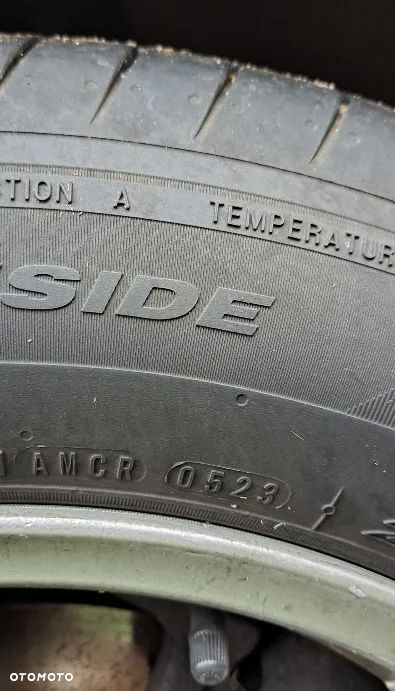 TION A TEMPERATUR
SIDE
AMCR 0523
OTOMOTO